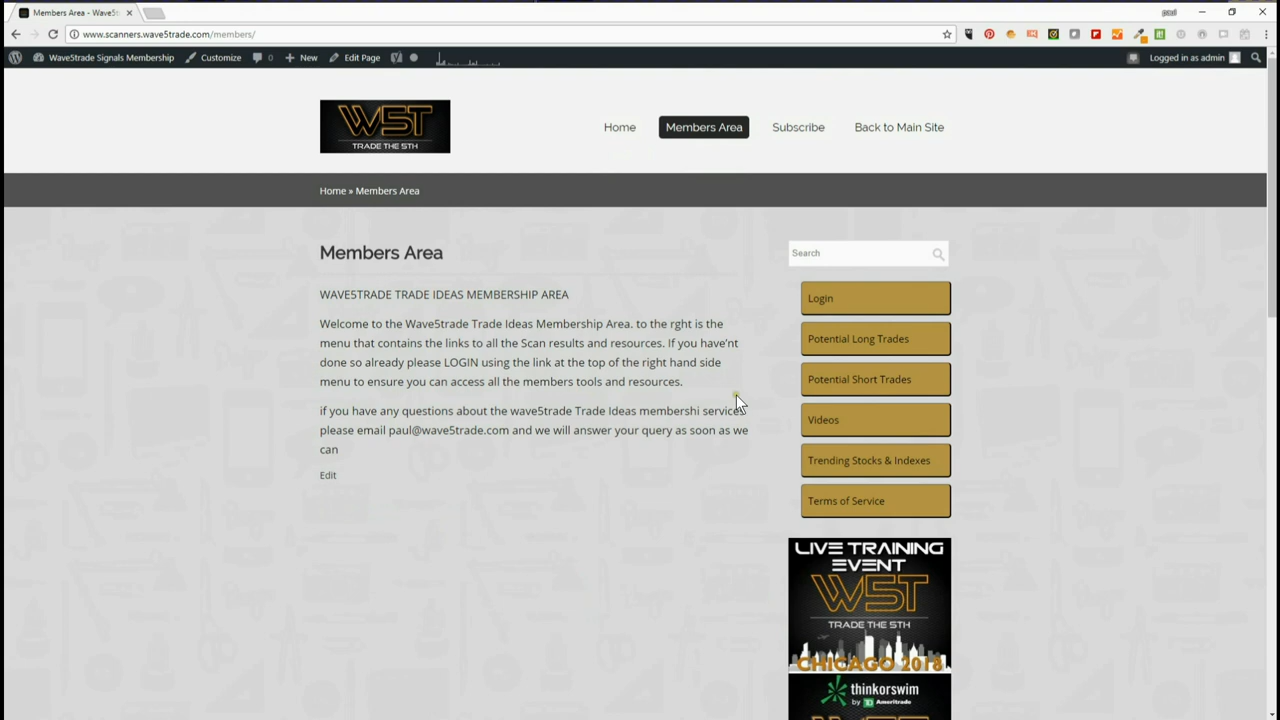 Members Area - Wave5t
paul
www.scanners.wave5trade.com/members/
Wave5trade Signals Membership
Customize
0
New
Edit Page
Logged in as admin
W5T
TRADE THE 5TH
Home
Members Area
Subscribe
Back to Main Site
Home » Members Area
Members Area
Search
WAVE5TRADE TRADE IDEAS MEMBERSHIP AREA
Welcome to the Wave5trade Trade Ideas Membership Area. to the rght is the
menu that contains the links to all the Scan results and resources. If you have'nt
done so already please LOGIN using the link at the top of the right hand side
menu to ensure you can access all the members tools and resources.
if you have any questions about the wave5trade Trade Ideas membershi service
please email paul@wave5trade.com and we will answer your query as soon as we
can
Edit
Login
Potential Long Trades
Potential Short Trades
Videos
Trending Stocks & Indexes
Terms of Service
LIVE TRAINING
EVENT
W5T
TRADE THE 5TH
CHICAGO 2018
thinkorswim
by TD Ameritrade